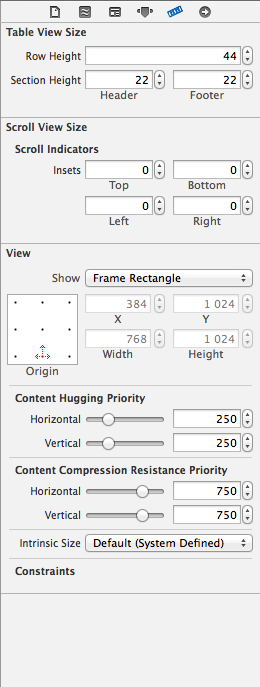 Table View Size
Row Height 44
Section Height 22 22
Header Footer
Scroll View Size
Scroll Indicators
Insets 0 0
Top Bottom
0 0
Left Right
View
Show Frame Rectangle
384 1 024
X Y
768 1 024
Width Height
Origin
Content Hugging Priority
Horizontal 250
Vertical 250
Content Compression Resistance Priority
Horizontal 750
Vertical 750
Intrinsic Size Default (System Defined)
Constraints